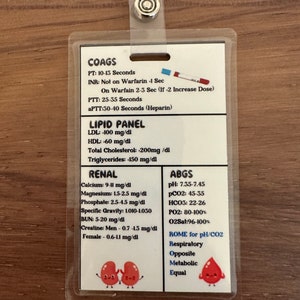 COAGS
PT: 10-13 Seconds
INR: Not on Warfarin <1 Sec
On Warfain 2-3 Sec (If <2 Increase Dose)
PTT: 25-35 Seconds
aPTT:30-40 Seconds (Heparin)
LIPID PANEL
LDL: <100 mg/dl
HDL: >60 mg/dl
Total Cholesterol: <200mg /dl
Triglycerides: <150 mg/dl
RENAL
Calcium: 9-11 mg/dl
Magnesium: 1.5-2.5 mg/dl
Phosphate: 2.5-4.5 mg/dl
Specific Gravity: 1.010-1.030
BUN: 5-20 mg/dl
Creatine: Men - 0.7-4.5 mg/dl
Female - 0.6-1.1 mg/dl
ABGS
pH: 7.35-7.45
pCO2: 45-35
HCO3: 22-26
PO2: 80-100%
O2Sat:96-100%
ROME for pH/CO2
Respiratory
Opposite
Metabolic
Equal